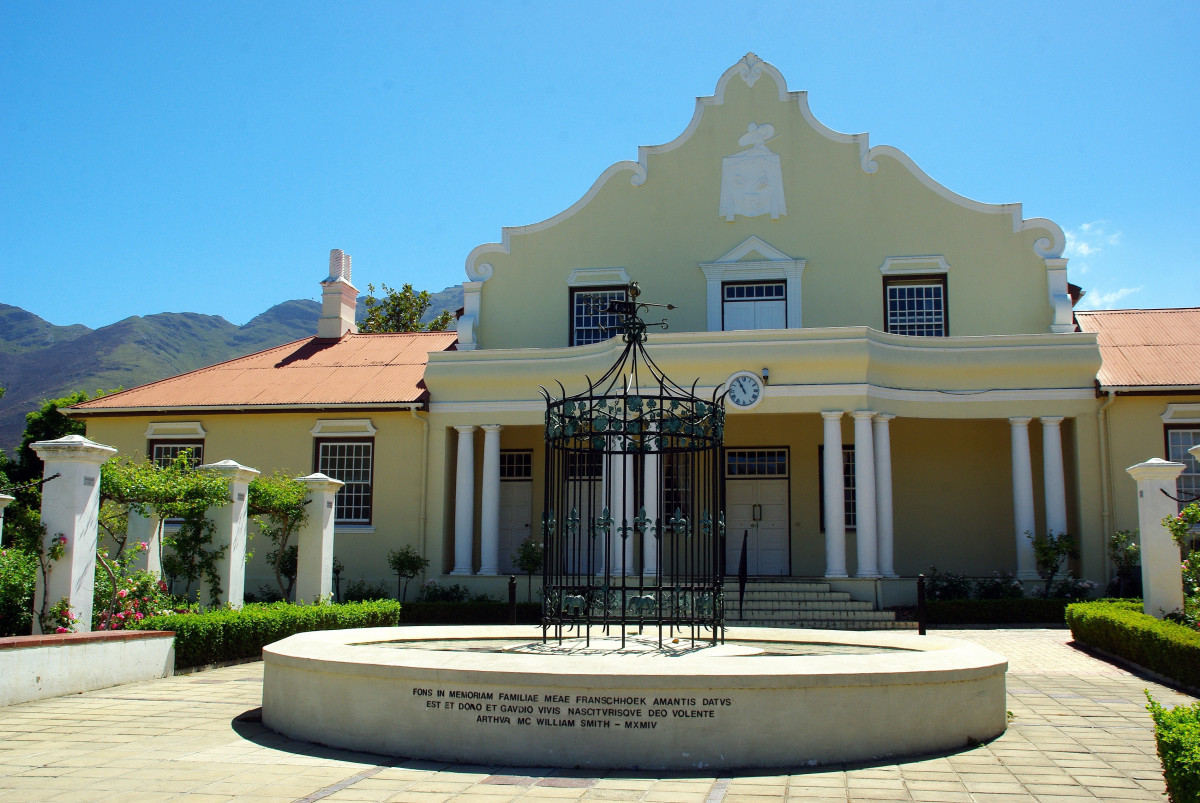 FONS IN MEMORIAM FAMILIAE MEAE FRANSCHHOEK AMANTIS DATVS
EST ET DONO ET GAVDIO VIVIS NASCITVRISQVE DEO VOLENTE
ARTHVR MC WILLIAM SMITH - MXMIV